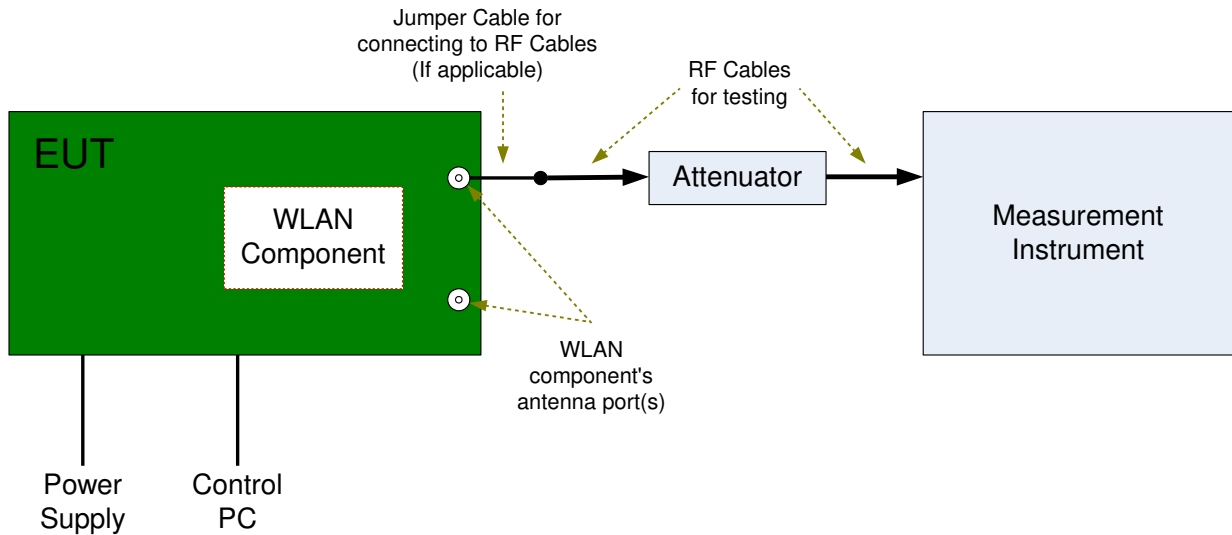 Jumper Cable for
connecting to RF Cables
(If applicable)
RF Cables
for testing
EUT
WLAN
Component
Attenuator
Measurement
Instrument
WLAN
component's
antenna port(s)
Power
Supply
Control
PC